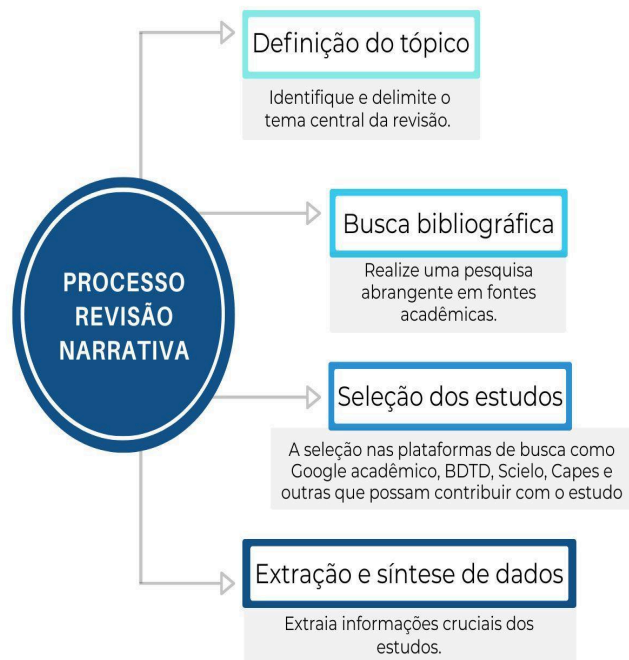 PROCESSO
REVISÃO
NARRATIVA
Definição do tópico
Identifique e delimite o
tema central da revisão.
Busca bibliográfica
Realize uma pesquisa
abrangente em fontes
acadêmicas.
Seleção dos estudos
A seleção nas plataformas de busca como
Google acadêmico, BDTD, Scielo, Capes e
outras que possam contribuir com o estudo
Extração e síntese de dados
Extraia informações cruciais dos
estudos.